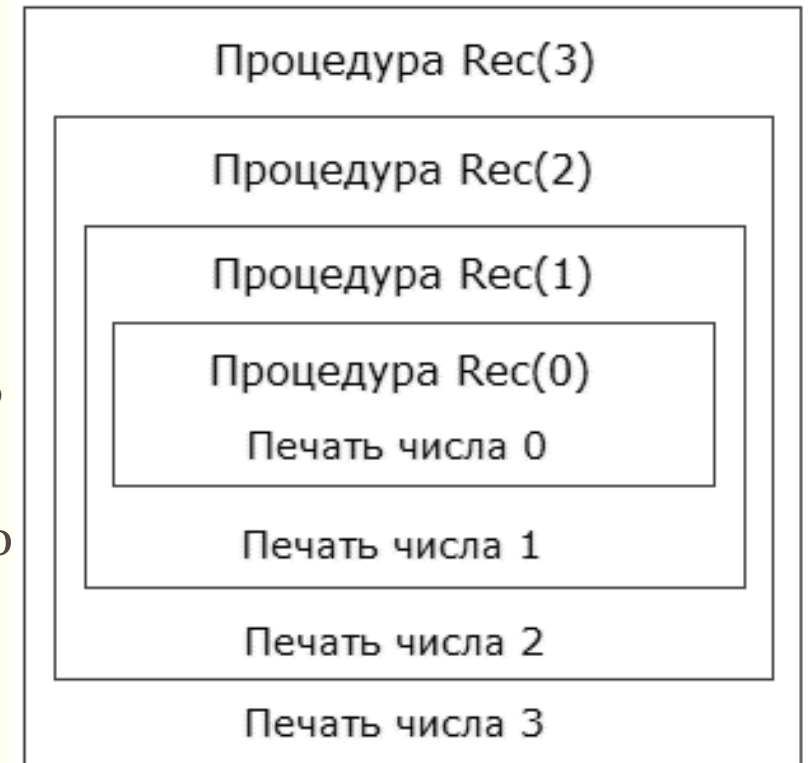 Процедура Rec(3)
Процедура Rec(2)
Процедура Rec(1)
Процедура Rec(0)
Печать числа 0
Печать числа 1
Печать числа 2
Печать числа 3